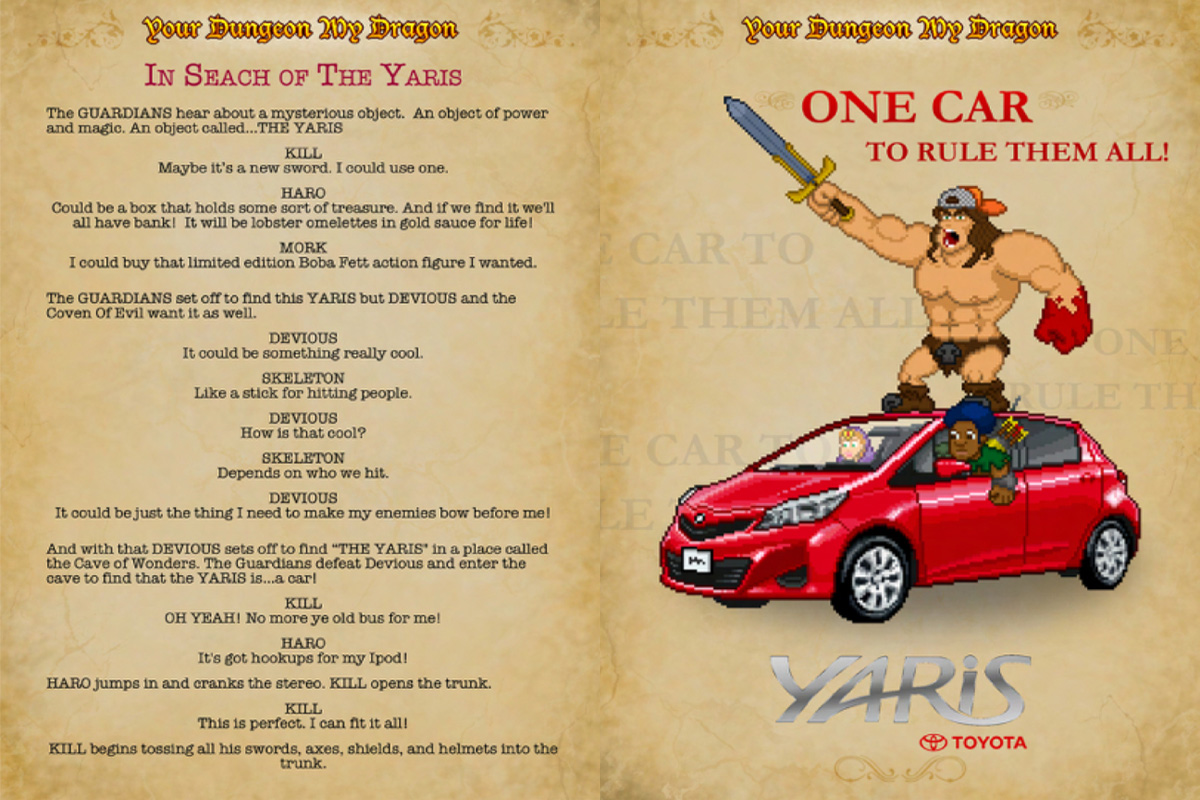 Your Dungeon My Dragon
In Seach of The Yaris
The GUARDIANS hear about a mysterious object. An object of power
and magic. An object called...THE YARIS
KILL
Maybe it's a new sword. I could use one.
HARO
Could be a box that holds some sort of treasure. And if we find it we'll
all have bank! It will be lobster omelettes in gold sauce for life!
MORK
I could buy that limited edition Boba Fett action figure I wanted.
The GUARDIANS set off to find this YARIS but DEVIOUS and the
Coven Of Evil want it as well.
DEVIOUS
It could be something really cool.
SKELETON
Like a stick for hitting people.
DEVIOUS
How is that cool?
SKELETON
Depends on who we hit.
DEVIOUS
It could be just the thing I need to make my enemies bow before me!
And with that DEVIOUS sets off to find "THE YARIS" in a place called
the Cave of Wonders. The Guardians defeat Devious and enter the
cave to find that the YARIS is...a car!
KILL
OH YEAH! No more ye old bus for me!
HARO
It's got hookups for my Ipod!
HARO jumps in and cranks the stereo. KILL opens the trunk.
KILL
This is perfect. I can fit it all!
KILL begins tossing all his swords, axes, shields, and helmets into the
trunk.
Your Dungeon My Dragon
ONE CAR
TO RULE THEM ALL!
E CAR TO
LE THEM ALL
ONE
RULE TH
E CAR TO
LE T
YARiS
TOYOTA